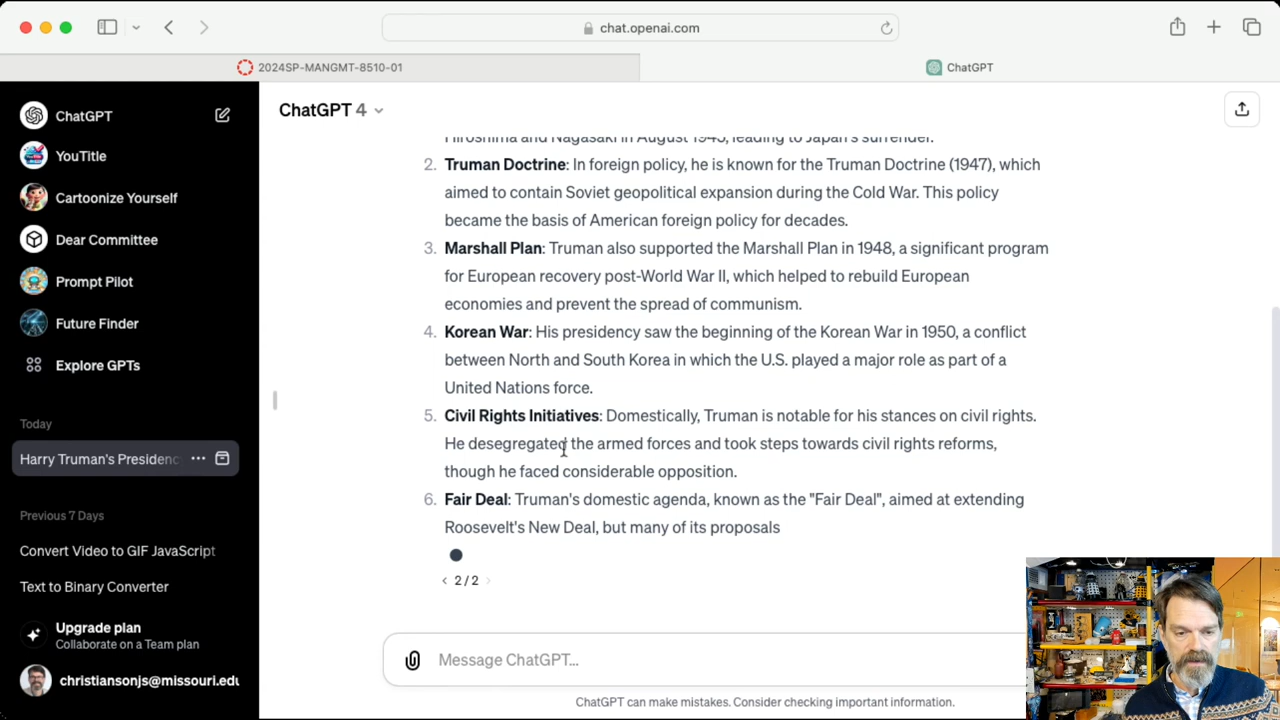 chat.openai.com
2024SP-MANGMT-8510-01
ChatGPT
ChatGPT
YouTitle
Cartoonize Yourself
Dear Committee
Prompt Pilot
Future Finder
Explore GPTs
Today
Harry Truman's Presidenc
Previous 7 Days
Convert Video to GIF JavaScript
Text to Binary Converter
Upgrade plan
Collaborate on a Team plan
christiansonjs@missouri.edu
ChatGPT 4
Hiroshima and Nagasaki in August 1945, leading to Japan's surrender.
2. Truman Doctrine: In foreign policy, he is known for the Truman Doctrine (1947), which
aimed to contain Soviet geopolitical expansion during the Cold War. This policy
became the basis of American foreign policy for decades.
3. Marshall Plan: Truman also supported the Marshall Plan in 1948, a significant program
for European recovery post-World War II, which helped to rebuild European
economies and prevent the spread of communism.
4. Korean War: His presidency saw the beginning of the Korean War in 1950, a conflict
between North and South Korea in which the U.S. played a major role as part of a
United Nations force.
5. Civil Rights Initiatives: Domestically, Truman is notable for his stances on civil rights.
He desegregated the armed forces and took steps towards civil rights reforms,
though he faced considerable opposition.
6. Fair Deal: Truman's domestic agenda, known as the "Fair Deal", aimed at extending
Roosevelt's New Deal, but many of its proposals
2 / 2
Message ChatGPT...
ChatGPT can make mistakes. Consider checking important information.